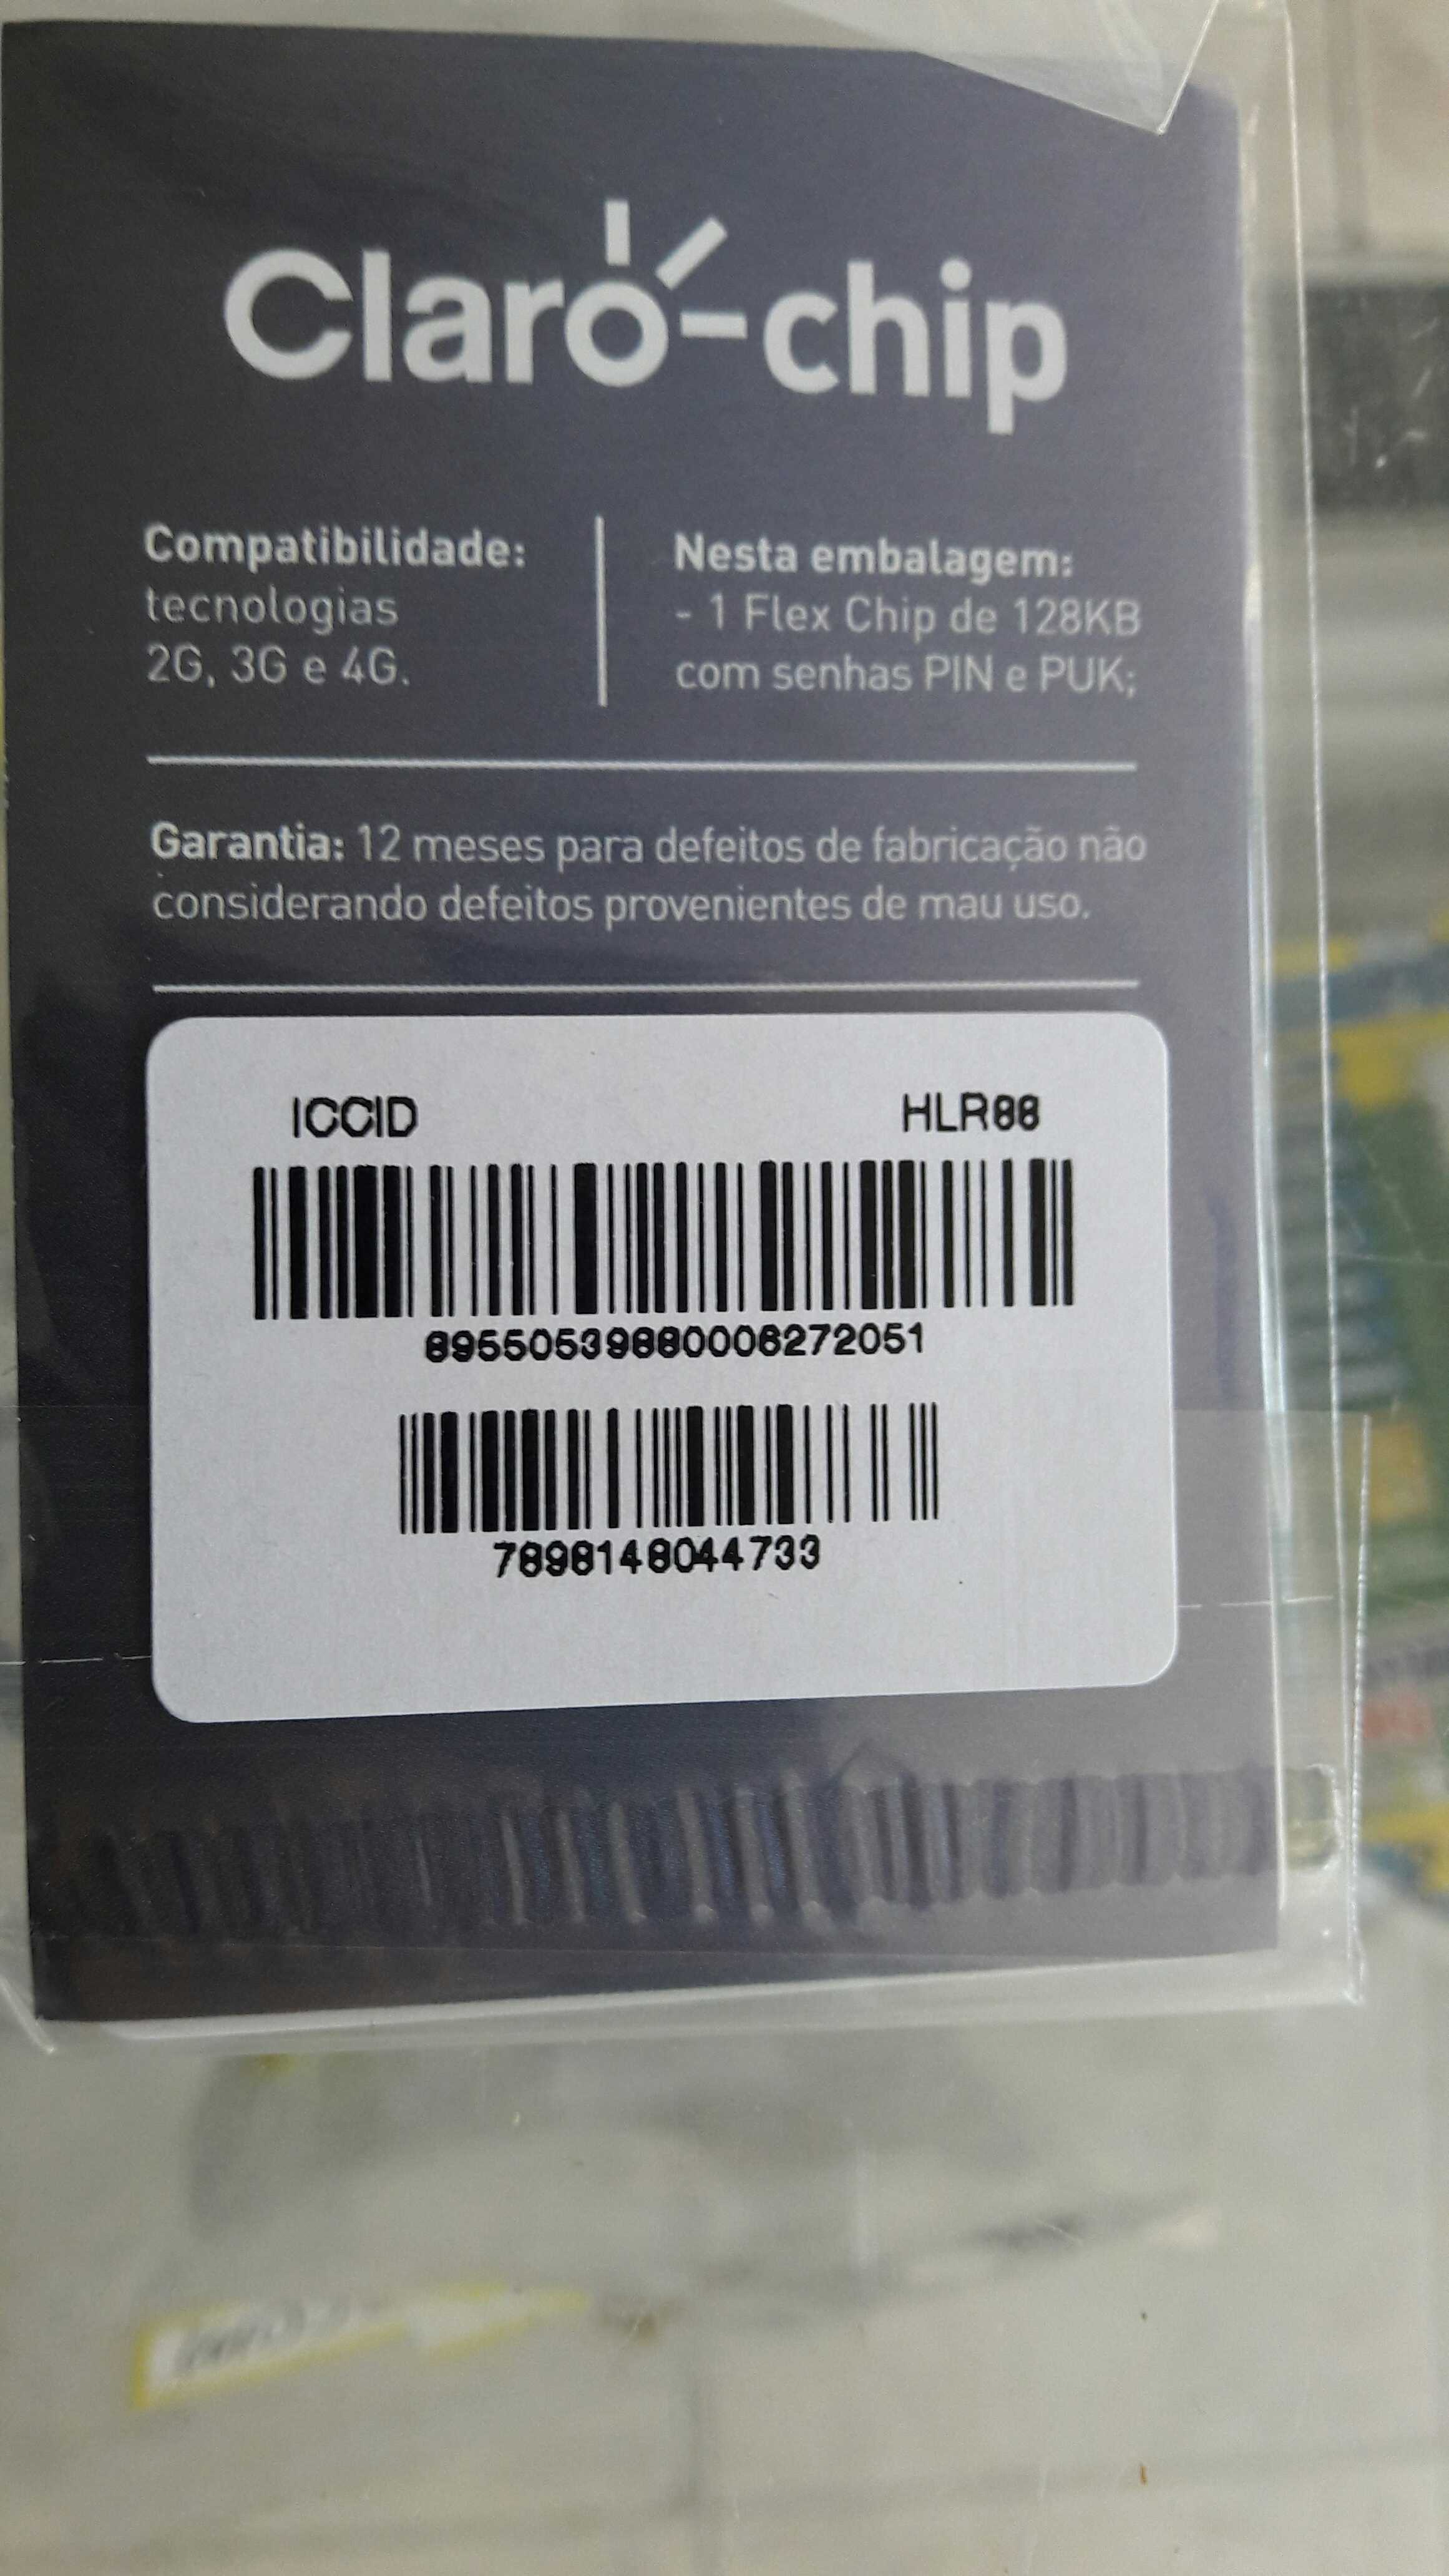 Claro-chip
Compatibilidade:
tecnologias
2G, 3G e 4G.
Nesta embalagem:
- 1 Flex Chip de 128KB
com senhas PIN e PUK;
Garantia: 12 meses para defeitos de fabricação não
considerando defeitos provenientes de mau uso.
ICCID
HLR88
89550539880006272051
7898148044733